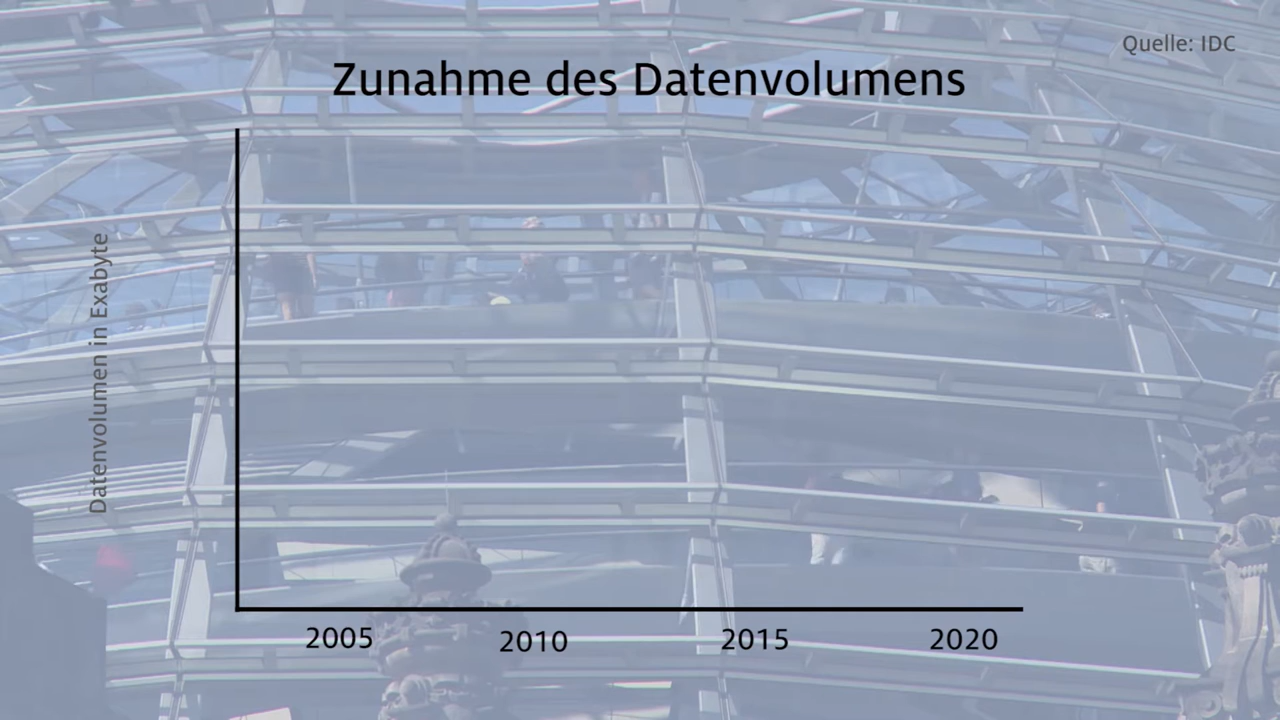 Quelle: IDC
Zunahme des Datenvolumens
Datenvolumen in Exabyte
2005 2010 2015 2020